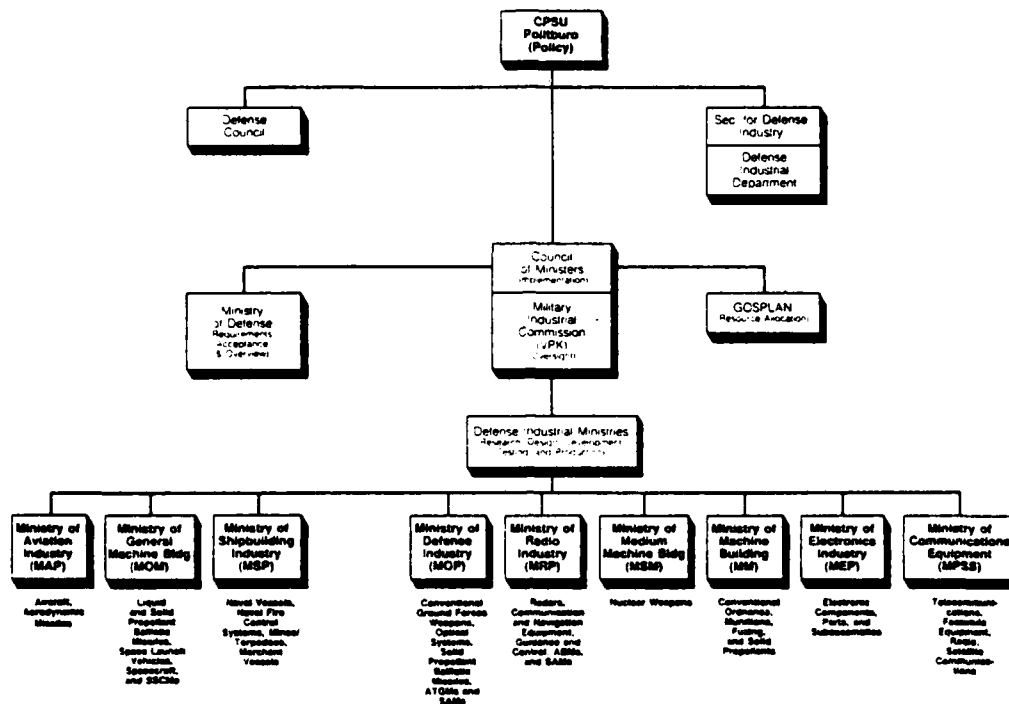 CPSU
Politburo
(Policy)
Defense
Council
Sec. for Defense
Industry
Defense
Industrial
Department
Council
of Ministers
(Implementation)
Military
Industrial
Commission
(VPK)
(Oversight)
Ministry
of Defense
(Requirements
Acceptance
& Overview)
GOSPLAN
(Resource Allocation)
Defense Industrial Ministries
(Research, Design, Development
Testing, and Production)
Ministry of
Aviation
Industry
(MAP)
Aircraft,
Aerodynamic
Missiles
Ministry of
General
Machine Bldg
(MOM)
Liquid
and Solid
Propellant
Ballistic
Missiles,
Space Launch
Vehicles,
Spacecraft,
and SSCMs
Ministry of
Shipbuilding
Industry
(MSP)
Naval Vessels,
Naval Fire
Control
Systems, Mines/
Torpedoes,
Merchant
Vessels
Ministry of
Defense
Industry
(MOP)
Conventional
Ground Forces
Weapons,
Optical
Systems,
Solid
Propellant
Ballistic
Missiles,
ATGMs and
SAMs
Ministry of
Radio
Industry
(MRP)
Radars,
Communication
and Navigation
Equipment,
Guidance and
Control, ABMs,
and SAMs
Ministry of
Medium
Machine Bldg
(MSM)
Nuclear Weapons
Ministry of
Machine
Building
(MM)
Conventional
Ordnance,
Munitions,
Fuzing,
and Solid
Propellants
Ministry of
Electronics
Industry
(MEP)
Electronic
Components,
Parts, and
Subassemblies
Ministry of
Communications
Equipment
(MPSS)
Telecommuni-
cations,
Facsimile
Equipment,
Radio,
Satellite
Communica-
tions